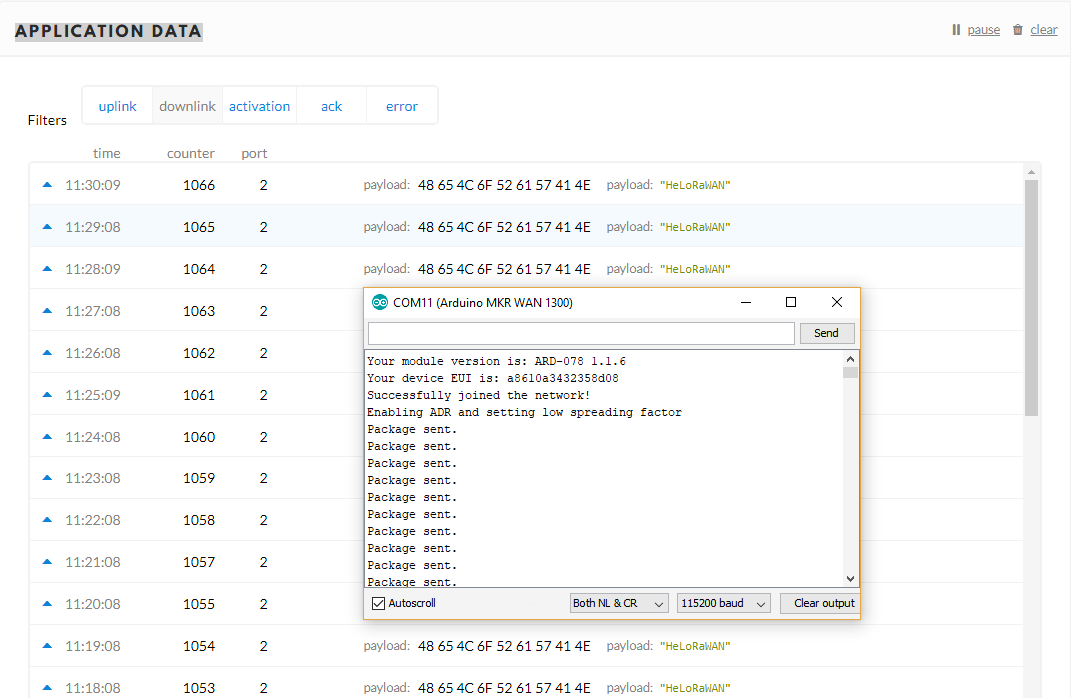 APPLICATION DATA
pause clear
Filters uplink downlink activation ack error
time counter port
11:30:09 1066 2 payload: 48 65 4C 6F 52 61 57 41 4E payload: "HeLoRaWAN"
11:29:08 1065 2 payload: 48 65 4C 6F 52 61 57 41 4E payload: "HeLoRaWAN"
11:28:09 1064 2 payload: 48 65 4C 6F 52 61 57 41 4E payload: "HeLoRaWAN"
11:27:08 1063 2
11:26:08 1062 2
11:25:09 1061 2
11:24:08 1060 2
11:23:08 1059 2
11:22:08 1058 2
11:21:08 1057 2
11:20:08 1055 2
11:19:08 1054 2 payload: 48 65 4C 6F 52 61 57 41 4E payload: "HeLoRaWAN"
11:18:08 1053 2 payload: 48 65 4C 6F 52 61 57 41 4E payload: "HeLoRaWAN"
COM11 (Arduino MKR WAN 1300)
Send
Your module version is: ARD-078 1.1.6
Your device EUI is: a8610a3432358d08
Successfully joined the network!
Enabling ADR and setting low spreading factor
Package sent.
Package sent.
Package sent.
Package sent.
Package sent.
Package sent.
Package sent.
Package sent.
Package sent.
Package sent.
Autoscroll Both NL & CR 115200 baud Clear output